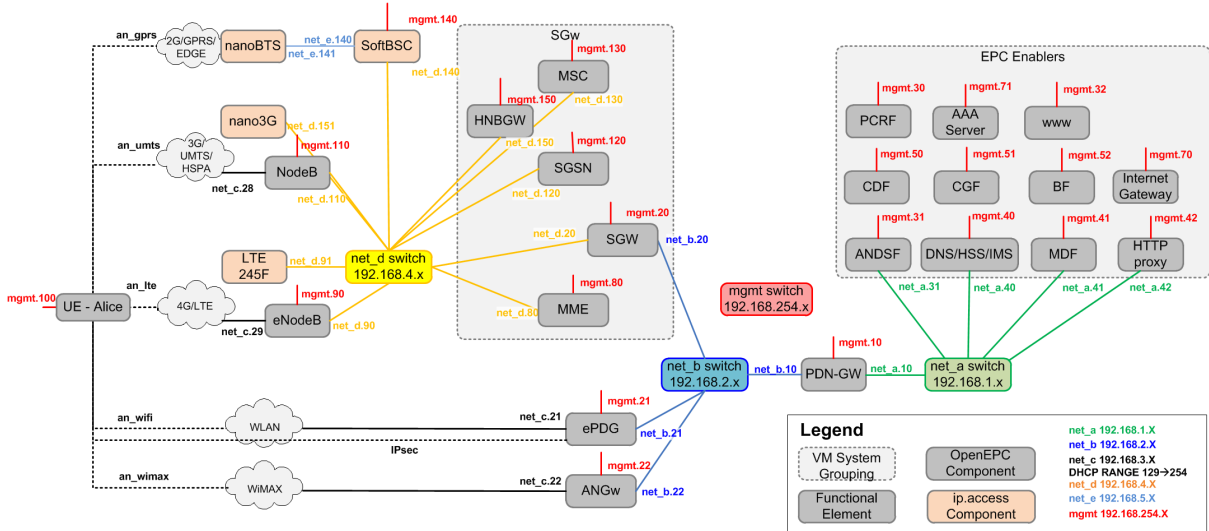 mgmt.140
an_gprs
2G/GPRS/
EDGE
nanoBTS
net_e.140
net_e.141
SoftBSC
net_d.140
SGw
mgmt.130
MSC
net_d.130
mgmt.150
HNBGW
net_d.150
mgmt.120
SGSN
net_d.120
nano3G
net_d.151
an_umts
3G/
UMTS/
HSPA
net_c.28
mgmt.110
NodeB
net_d.110
mgmt.20
SGW
net_d.20
net_b.20
LTE
245F
net_d.91
net_d switch
192.168.4.x
mgmt.100
UE - Alice
an_lte
4G/LTE
net_c.29
mgmt.90
eNodeB
net_d.90
mgmt.80
MME
net_d.80
EPC Enablers
mgmt.30
PCRF
mgmt.71
AAA
Server
mgmt.32
www
mgmt.50
CDF
mgmt.51
CGF
mgmt.52
BF
mgmt.70
Internet
Gateway
mgmt.31
ANDSF
mgmt.40
DNS/HSS/IMS
mgmt.41
MDF
mgmt.42
HTTP
proxy
net_a.31
net_a.40
net_a.41
net_a.42
mgmt switch
192.168.254.x
net_b switch
192.168.2.x
net_b.10
mgmt.10
PDN-GW
net_a.10
net_a switch
192.168.1.x
an_wifi
WLAN
net_c.21
mgmt.21
ePDG
net_b.21
IPsec
an_wimax
WiMAX
net_c.22
mgmt.22
ANGw
net_b.22
Legend
VM System
Grouping
OpenEPC
Component
Functional
Element
ip.access
Component
net_a 192.168.1.X
net_b 192.168.2.X
net_c 192.168.3.X
DHCP RANGE 129→254
net_d 192.168.4.X
net_e 192.168.5.X
mgmt 192.168.254.X